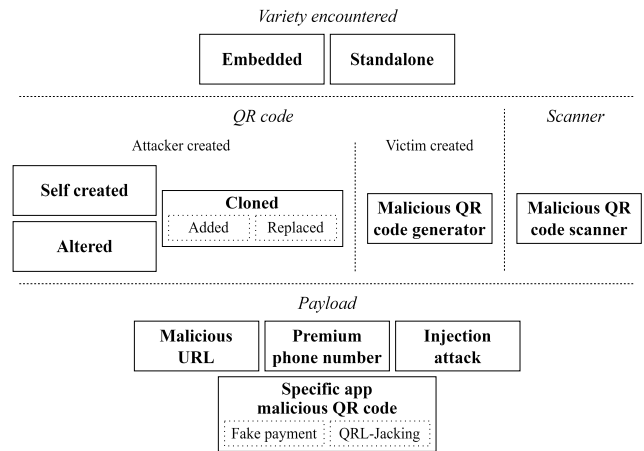 Variety encountered
Embedded
Standalone
QR code
Scanner
Attacker created
Victim created
Self created
Altered
Cloned
Added
Replaced
Malicious QR
code generator
Malicious QR
code scanner
Payload
Malicious
URL
Premium
phone number
Injection
attack
Specific app
malicious QR code
Fake payment
QRL-Jacking